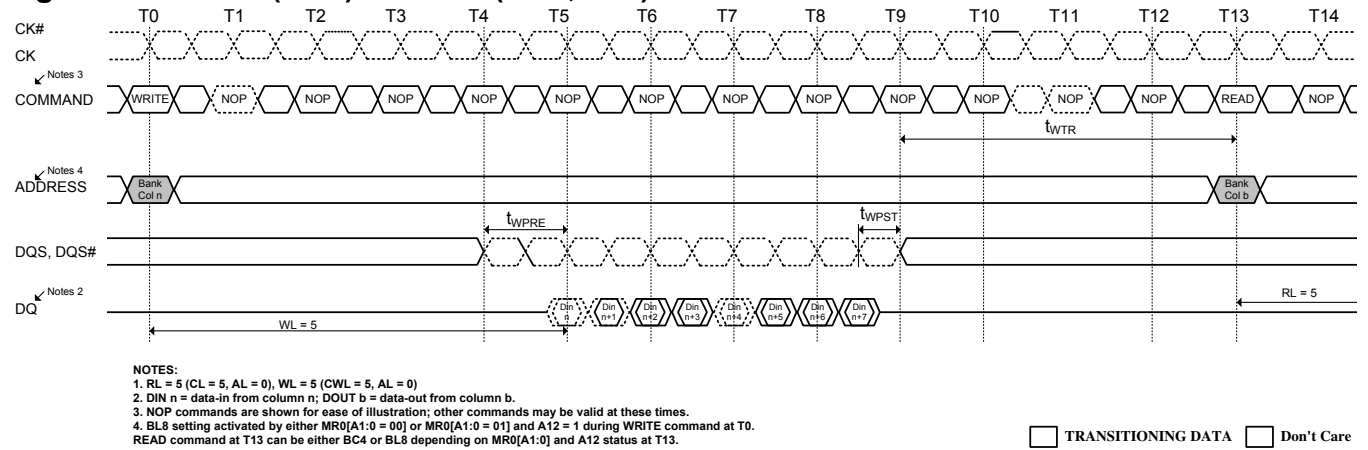 T0 T1 T2 T3 T4 T5 T6 T7 T8 T9 T10 T11 T12 T13 T14
CK#
CK
Notes 3
COMMAND WRITE NOP NOP NOP NOP NOP NOP NOP NOP NOP NOP NOP NOP READ NOP
tWTR
Notes 4
ADDRESS
Bank Col n
Bank Col b
tWPRE tWPST
DQS, DQS#
Notes 2
DQ
Din n Din n+1 Din n+2 Din n+3 Din n+4 Din n+5 Din n+6 Din n+7
RL = 5
WL = 5
NOTES:
1. RL = 5 (CL = 5, AL = 0), WL = 5 (CWL = 5, AL = 0)
2. DIN n = data-in from column n; DOUT b = data-out from column b.
3. NOP commands are shown for ease of illustration; other commands may be valid at these times.
4. BL8 setting activated by either MR0[A1:0 = 00] or MR0[A1:0 = 01] and A12 = 1 during WRITE command at T0.
READ command at T13 can be either BC4 or BL8 depending on MR0[A1:0] and A12 status at T13.
TRANSITIONING DATA Don't Care